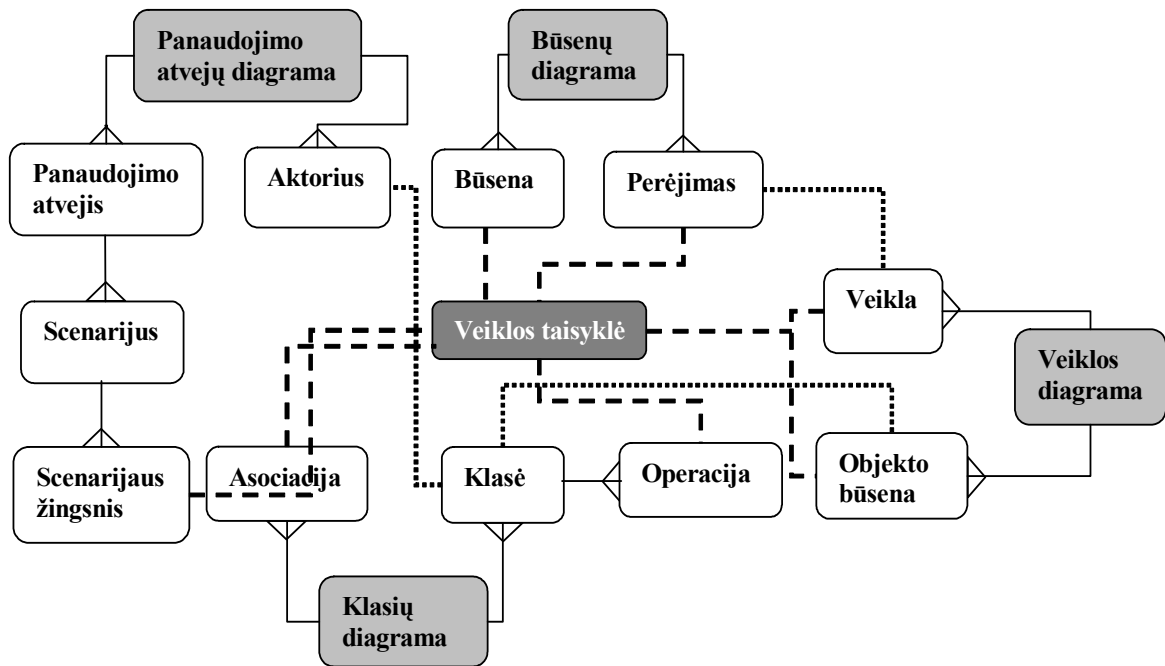 Panaudojimo
atvejų diagrama
Būsenų
diagrama
Panaudojimo
atvejis
Aktorius
Būsena
Perėjimas
Scenarijus
Veiklos taisyklė
Veikla
Veiklos
diagrama
Scenarijaus
žingsnis
Asociacija
Klasė
Operacija
Objekto
būsena
Klasių
diagrama